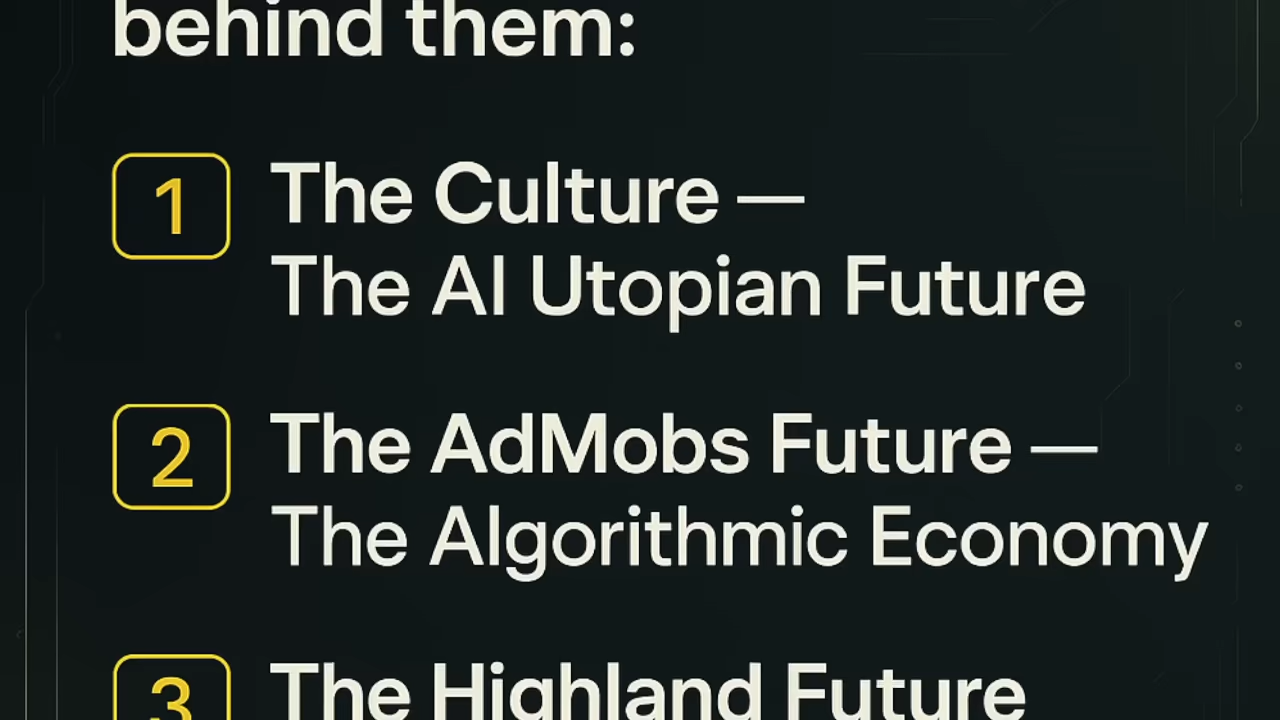 behind them:
1 The Culture —
The AI Utopian Future
2 The AdMobs Future —
The Algorithmic Economy
3 The Highland Future